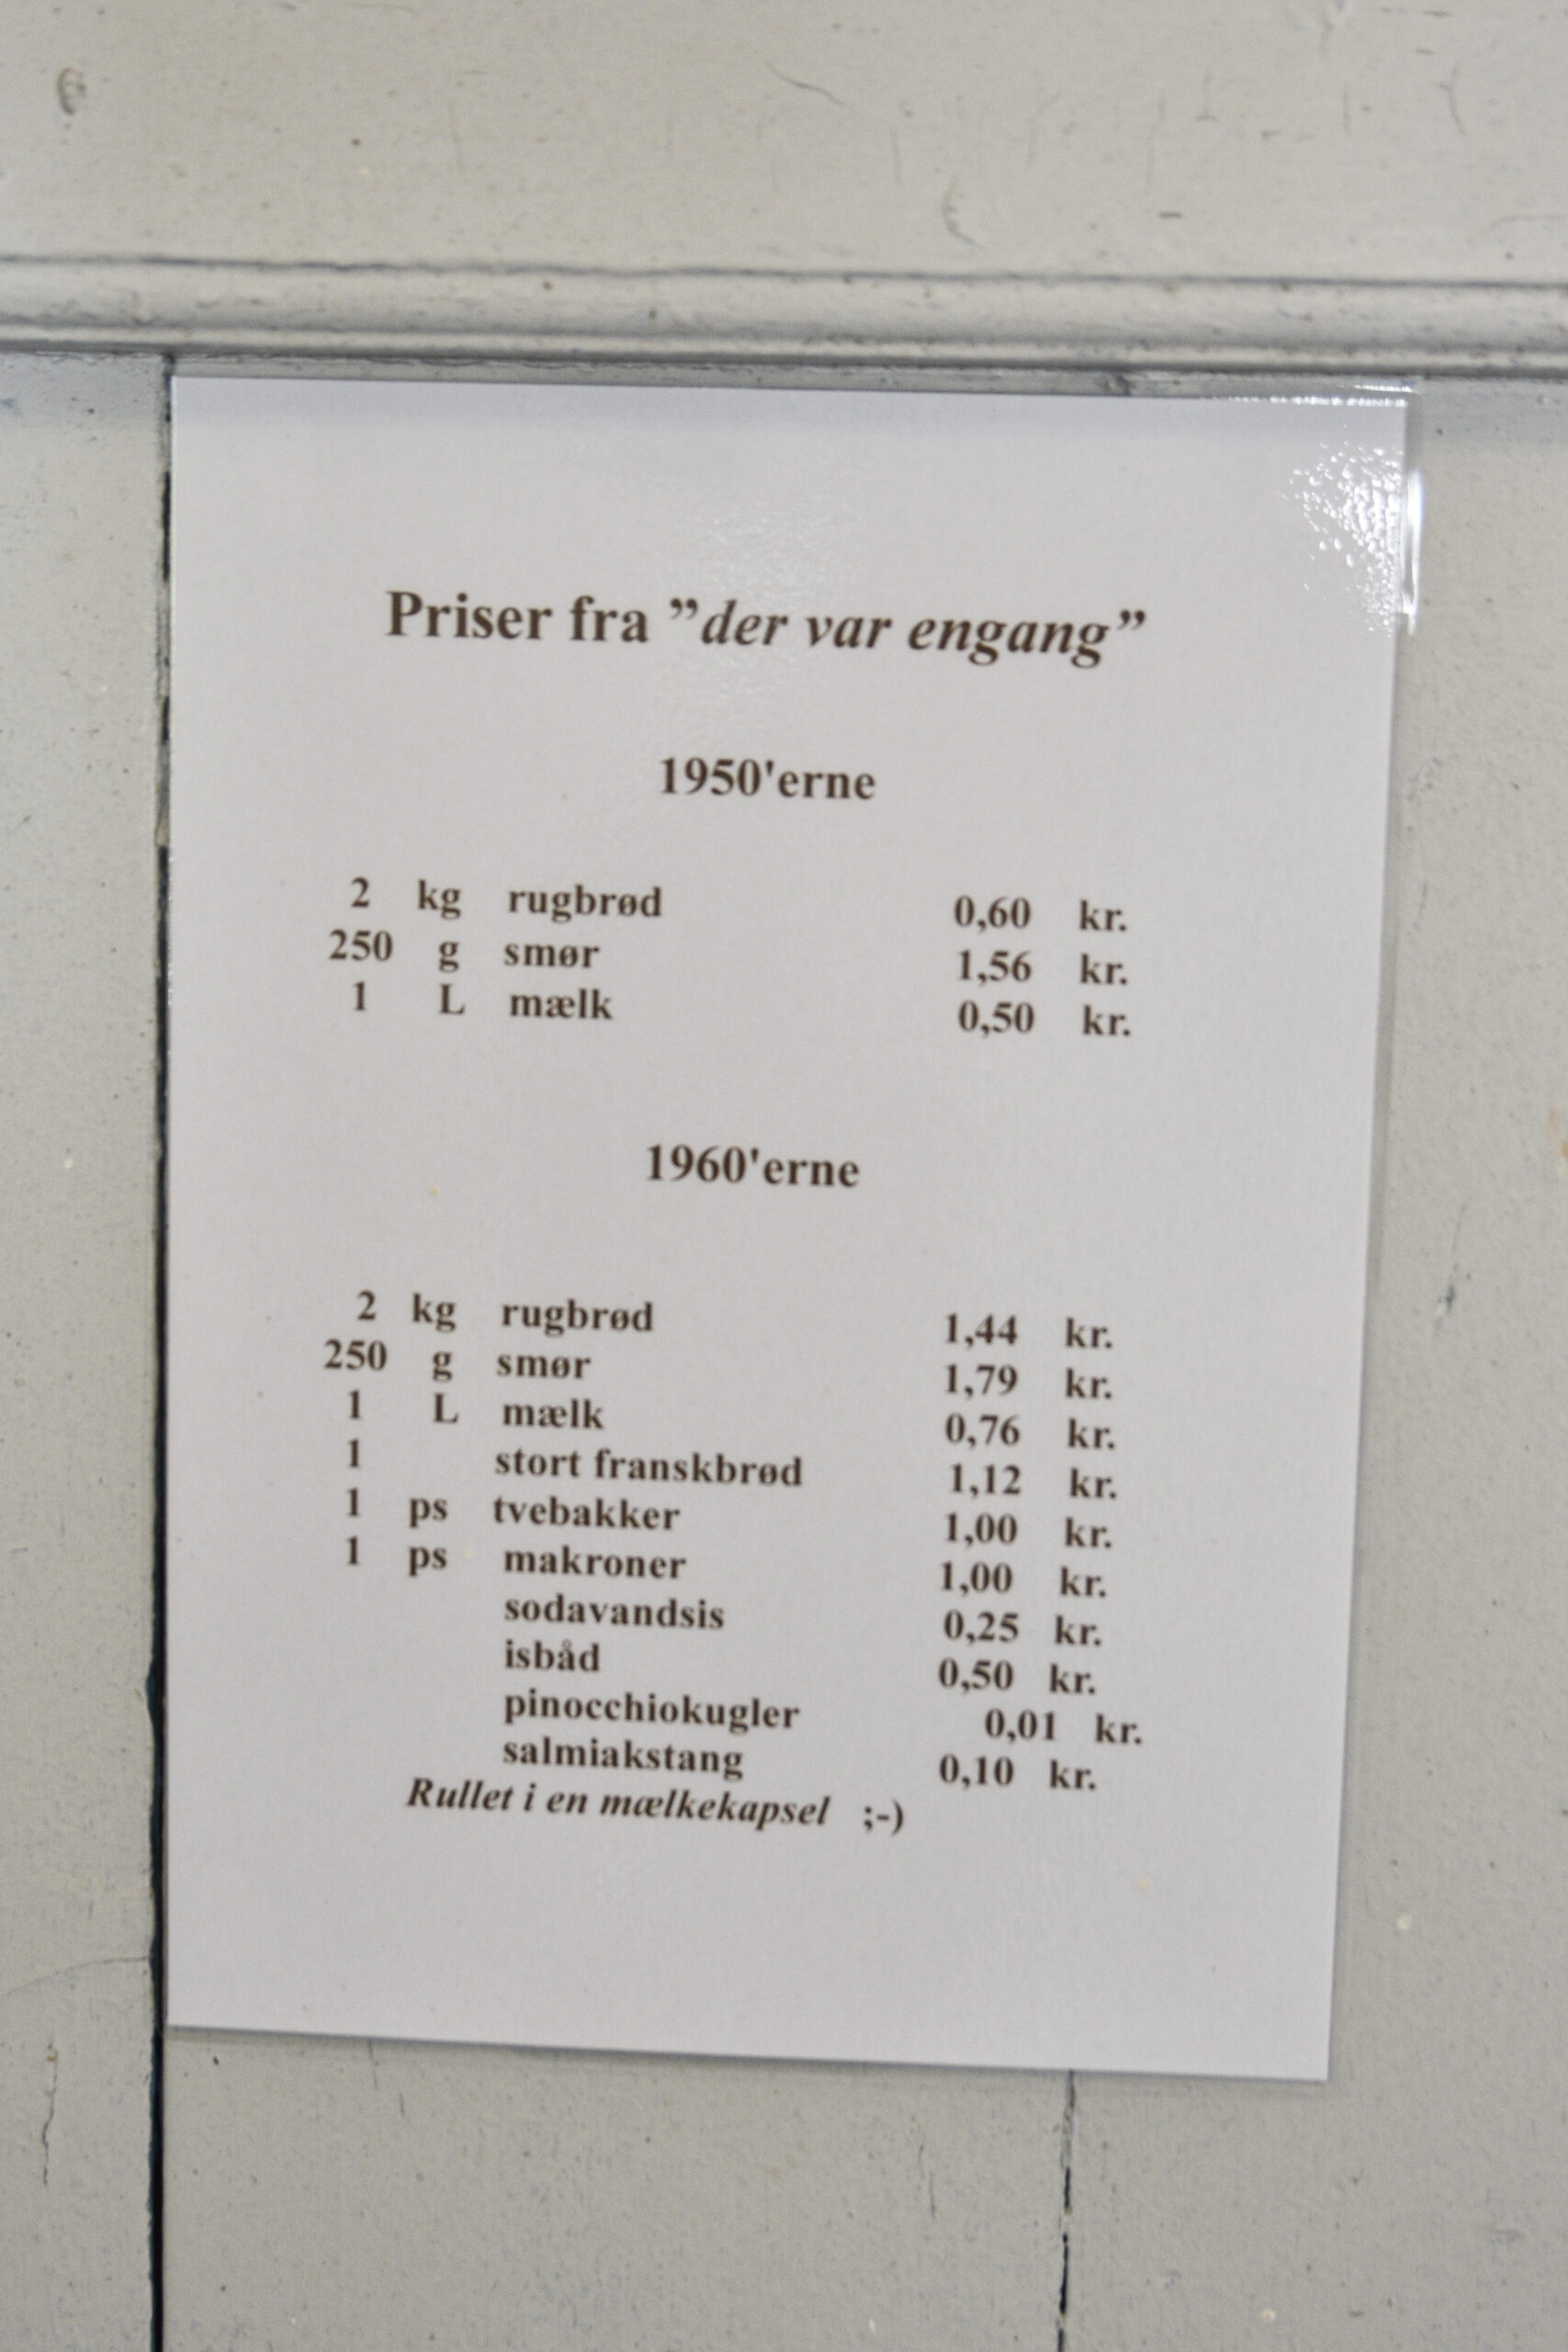 Priser fra ”der var engang”
1950'erne
2 kg rugbrød 0,60 kr.
250 g smør 1,56 kr.
1 L mælk 0,50 kr.
1960'erne
2 kg rugbrød 1,44 kr.
250 g smør 1,79 kr.
1 L mælk 0,76 kr.
1 stort franskbrød 1,12 kr.
1 ps tvebakker 1,00 kr.
1 ps makroner 1,00 kr.
sodavandsis 0,25 kr.
isbåd 0,50 kr.
pinocchiokugler 0,01 kr.
salmiakstang 0,10 kr.
Rullet i en mælkekapsel ;-)